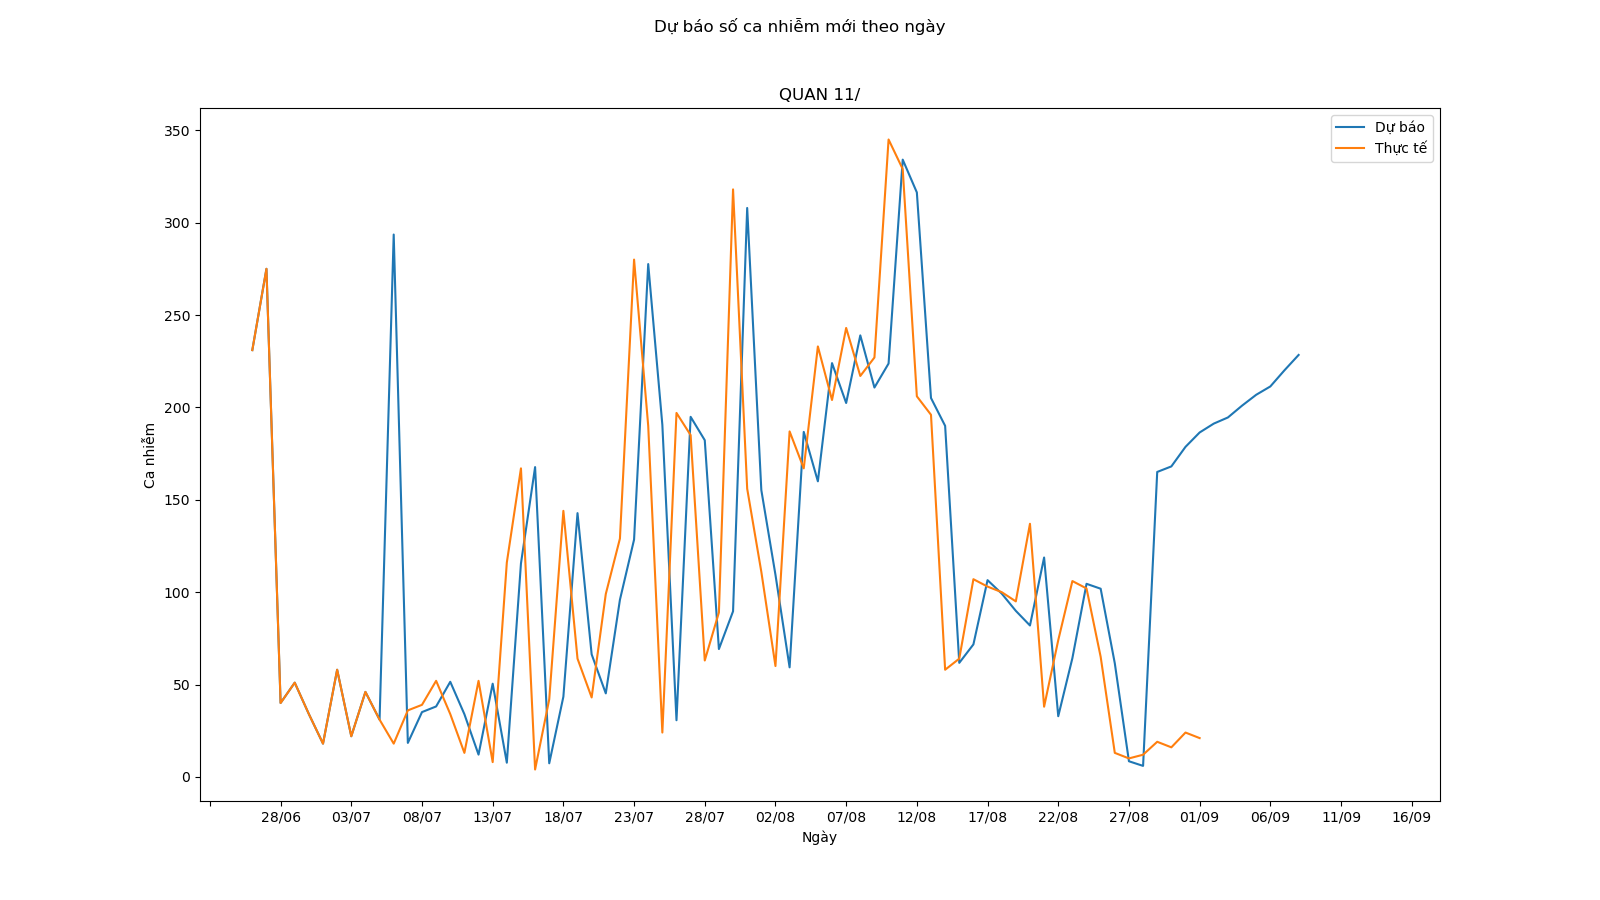 Dự báo số ca nhiễm mới theo ngày
QUAN 11/
Dự báo
Thực tế
350
300
250
200
150
100
50
0
Ca nhiễm
28/06 03/07 08/07 13/07 18/07 23/07 28/07 02/08 07/08 12/08 17/08 22/08 27/08 01/09 06/09 11/09 16/09
Ngày